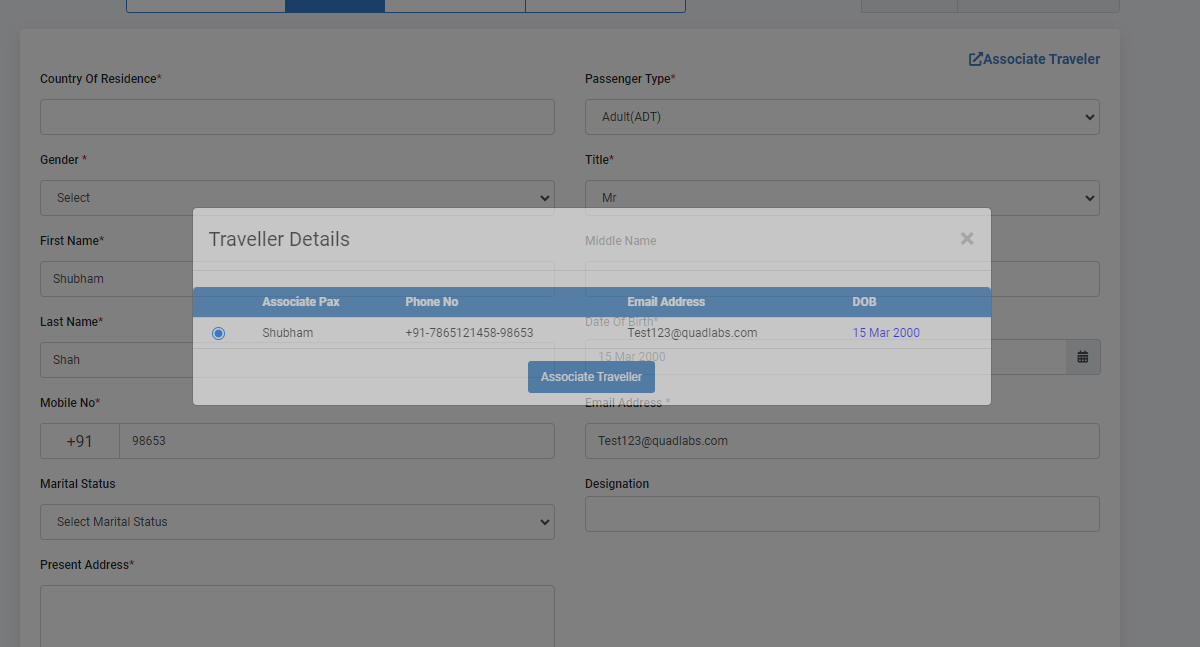 Associate Traveler
Country Of Residence*
Passenger Type*
Adult(ADT)
Gender *
Title*
Select
Mr
Traveller Details
×
First Name*
Middle Name
Shubham
Associate Pax Phone No Email Address DOB
Last Name*
Date Of Birth*
Shubham +91-7865121458-98653 Test123@quadlabs.com 15 Mar 2000
Shah
15 Mar 2000
Associate Traveller
Mobile No*
Email Address *
+91 98653
Test123@quadlabs.com
Marital Status
Designation
Select Marital Status
Present Address*